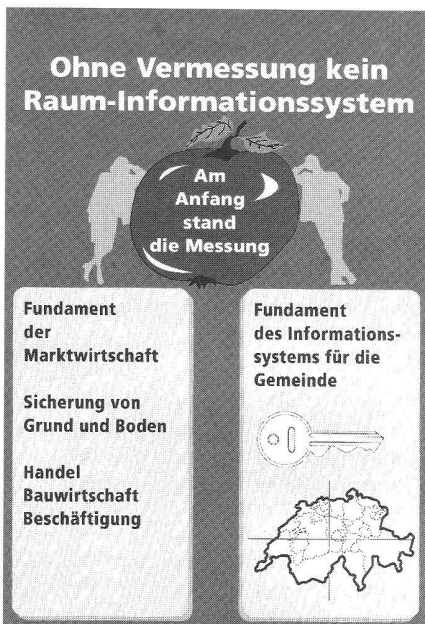 Ohne Vermessung kein
Raum-Informationssystem
Am
Anfang
stand
die Messung
Fundament
der
Marktwirtschaft
Sicherung von
Grund und Boden
Handel
Bauwirtschaft
Beschäftigung
Fundament
des Informations-
systems für die
Gemeinde